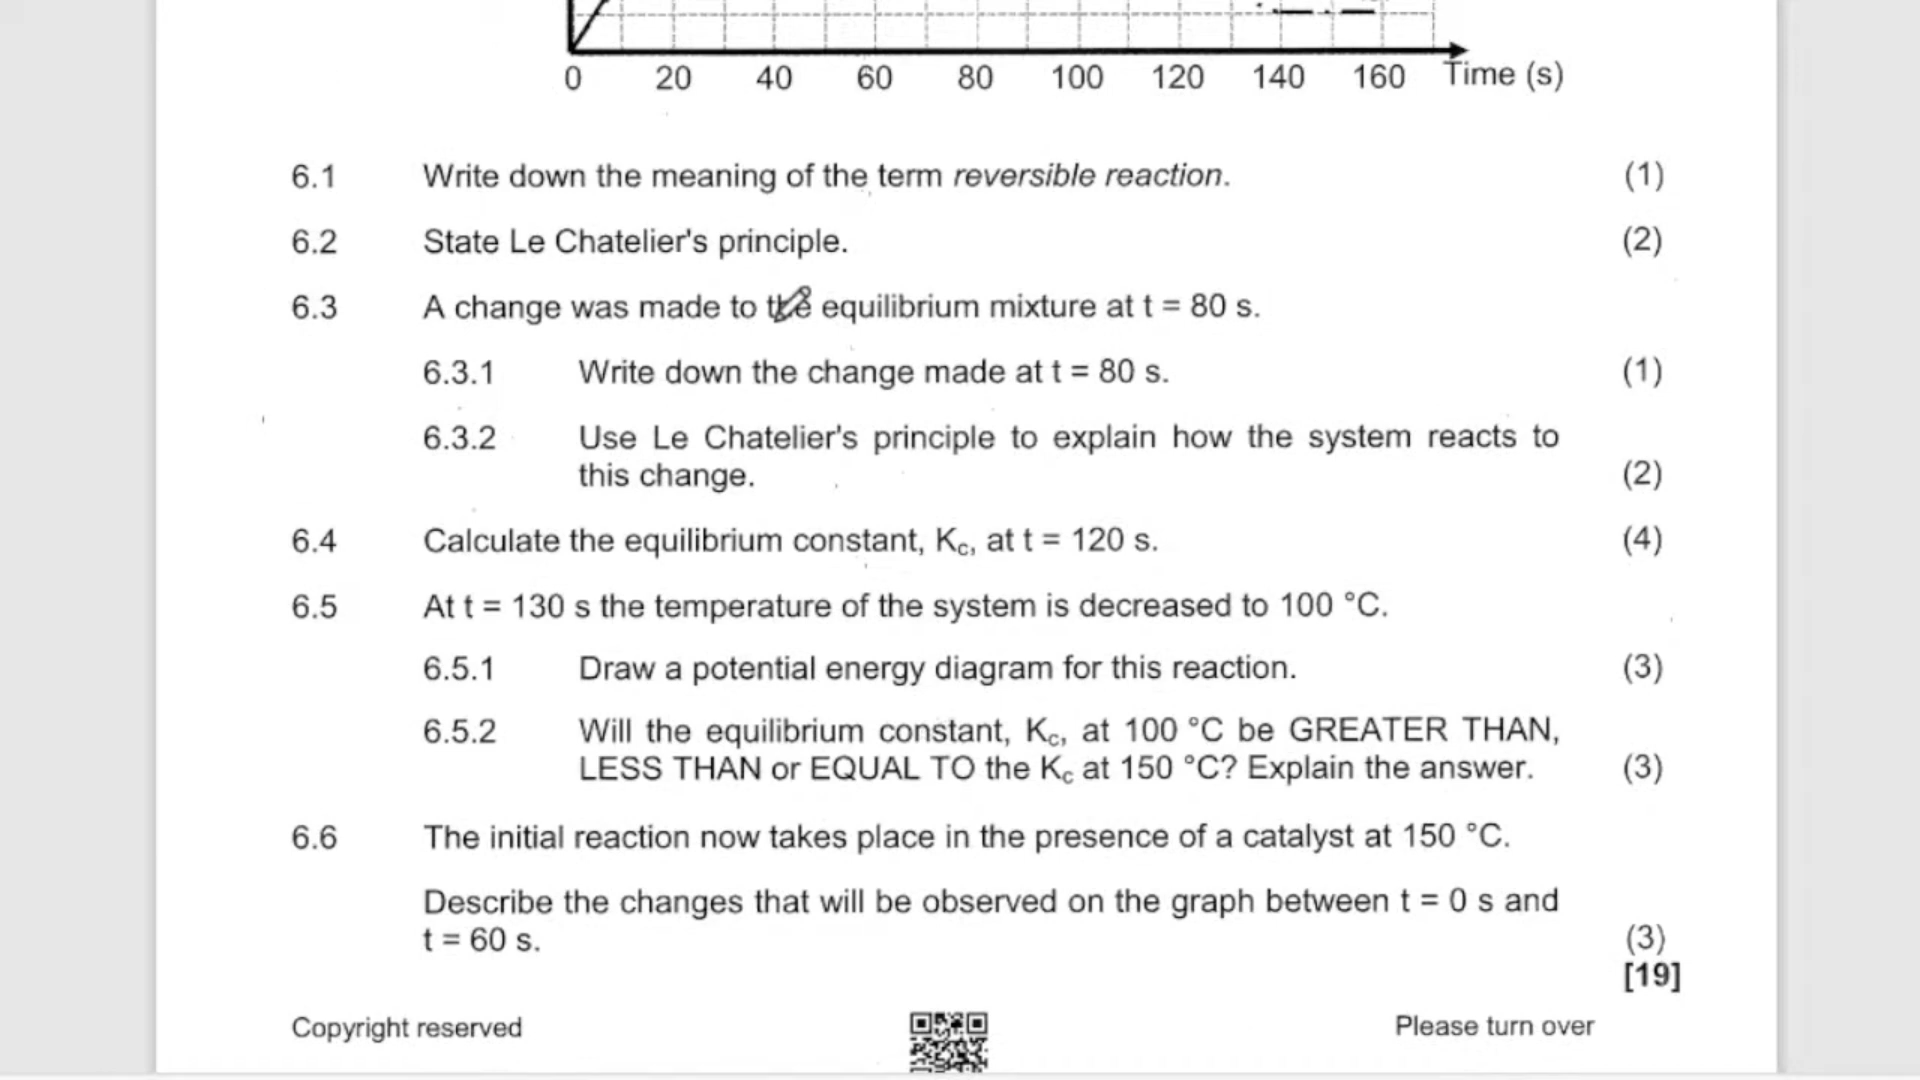 0 20 40 60 80 100 120 140 160 Time (s)
6.1 Write down the meaning of the term reversible reaction. (1)
6.2 State Le Chatelier's principle. (2)
6.3 A change was made to the equilibrium mixture at t = 80 s.
6.3.1 Write down the change made at t = 80 s. (1)
6.3.2 Use Le Chatelier's principle to explain how the system reacts to
this change. (2)
6.4 Calculate the equilibrium constant, Kc, at t = 120 s. (4)
6.5 At t = 130 s the temperature of the system is decreased to 100 °C.
6.5.1 Draw a potential energy diagram for this reaction. (3)
6.5.2 Will the equilibrium constant, Kc, at 100 °C be GREATER THAN,
LESS THAN or EQUAL TO the Kc at 150 °C? Explain the answer. (3)
6.6 The initial reaction now takes place in the presence of a catalyst at 150 °C.
Describe the changes that will be observed on the graph between t = 0 s and
t = 60 s. (3)
[19]
Copyright reserved Please turn over